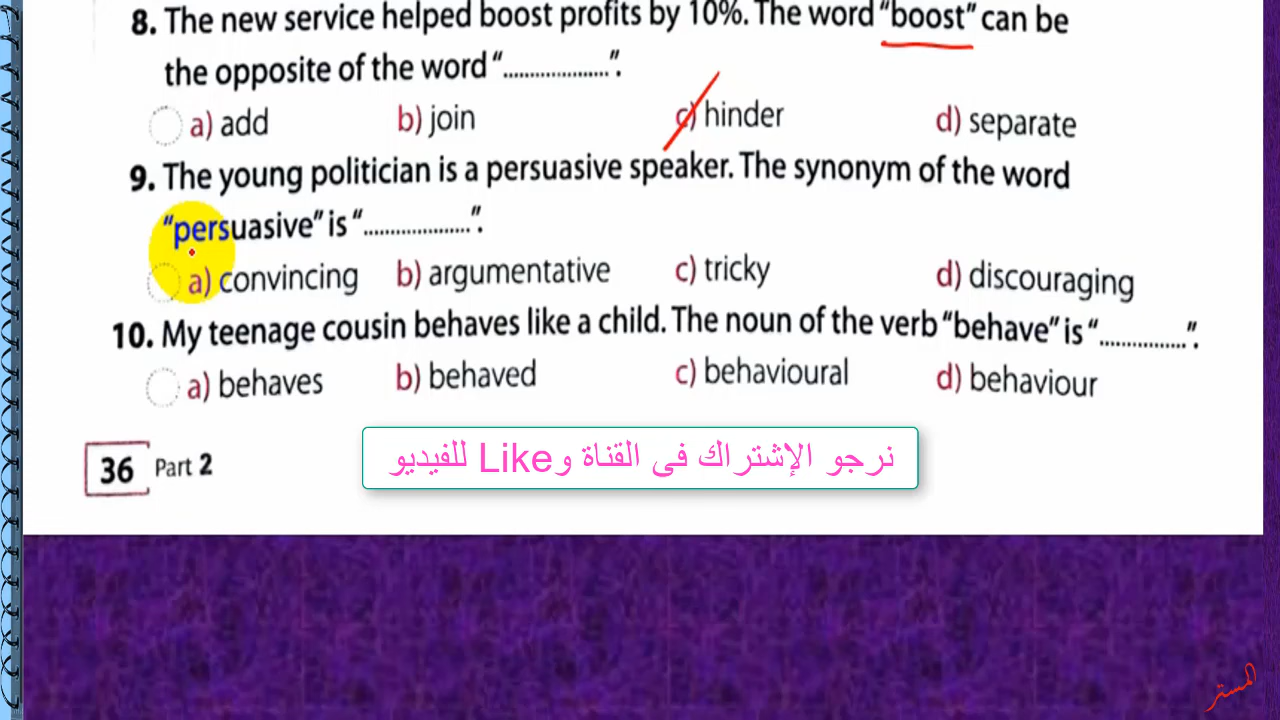 8. The new service helped boost profits by 10%. The word “boost” can be
the opposite of the word “....................”.
a) add b) join c) hinder d) separate
9. The young politician is a persuasive speaker. The synonym of the word
“persuasive” is “....................”.
a) convincing b) argumentative c) tricky d) discouraging
10. My teenage cousin behaves like a child. The noun of the verb “behave” is “................”.
a) behaves b) behaved c) behavioural d) behaviour
36 Part 2
نرجو الإشتراك فى القناة وLike للفيديو
المستر